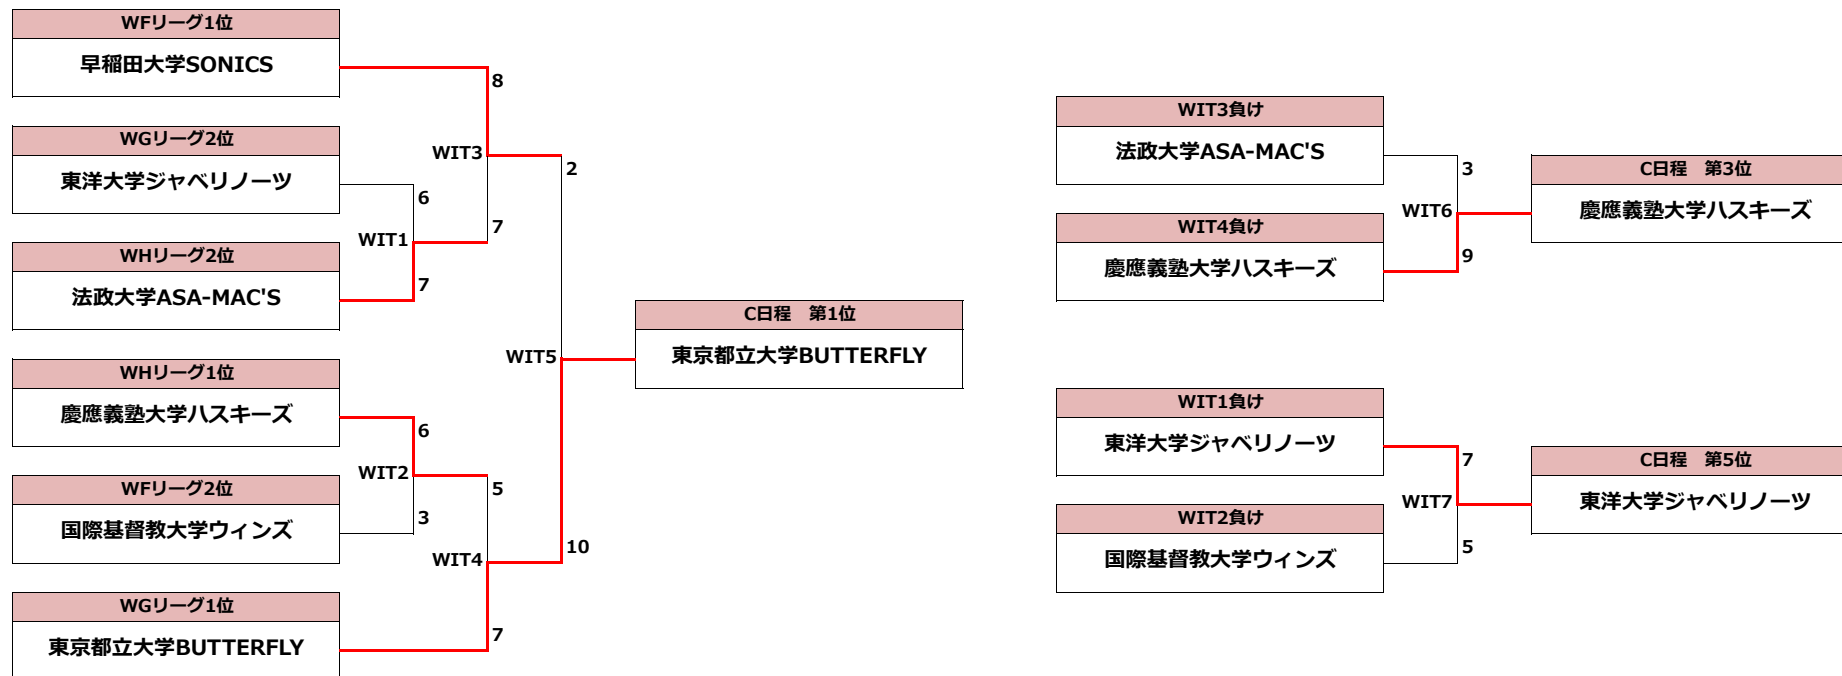 WFリーグ1位
早稲田大学SONICS
8
WGリーグ2位
東洋大学ジャベリノーツ
WIT3
2
6
WIT1
7
WHリーグ2位
法政大学ASA-MAC'S
7
C日程　第1位
東京都立大学BUTTERFLY
WIT5
WHリーグ1位
慶應義塾大学ハスキーズ
6
WIT2
5
WFリーグ2位
国際基督教大学ウィンズ
3
10
WIT4
WGリーグ1位
東京都立大学BUTTERFLY
7
WIT3負け
法政大学ASA-MAC'S
3
C日程　第3位
慶應義塾大学ハスキーズ
WIT6
WIT4負け
慶應義塾大学ハスキーズ
9
WIT1負け
東洋大学ジャベリノーツ
7
C日程　第5位
東洋大学ジャベリノーツ
WIT7
WIT2負け
国際基督教大学ウィンズ
5